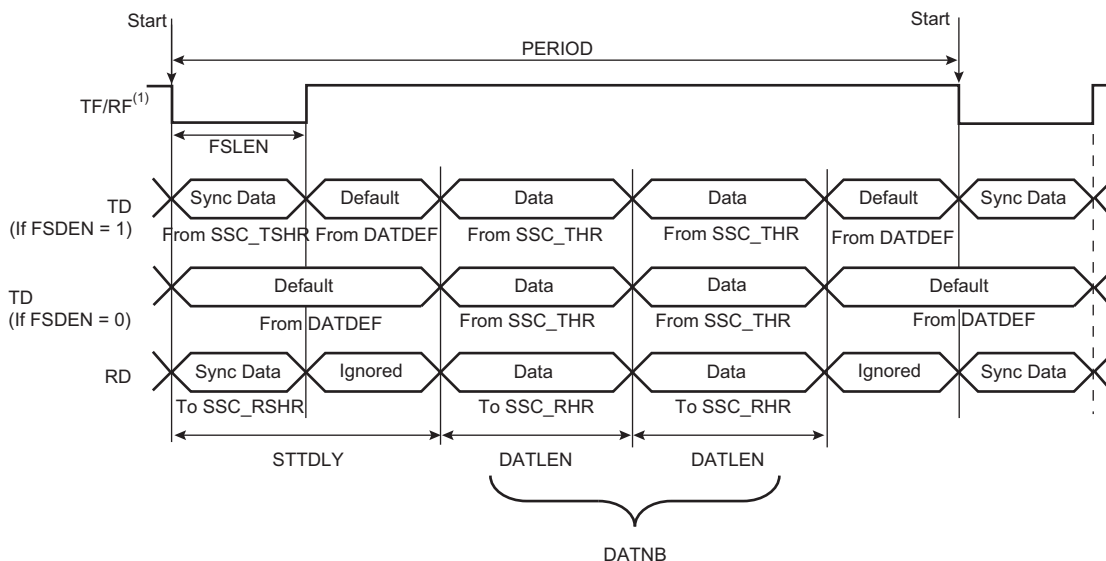 Start
Start
PERIOD
TF/RF(1)
FSLEN
TD
(If FSDEN = 1)
Sync Data
Default
Data
Data
Default
Sync Data
From SSC_TSHR
From DATDEF
From SSC_THR
From SSC_THR
From DATDEF
TD
(If FSDEN = 0)
Default
Data
Data
Default
From DATDEF
From SSC_THR
From SSC_THR
From DATDEF
RD
Sync Data
Ignored
Data
Data
Ignored
Sync Data
To SSC_RSHR
To SSC_RHR
To SSC_RHR
STTDLY
DATLEN
DATLEN
DATNB